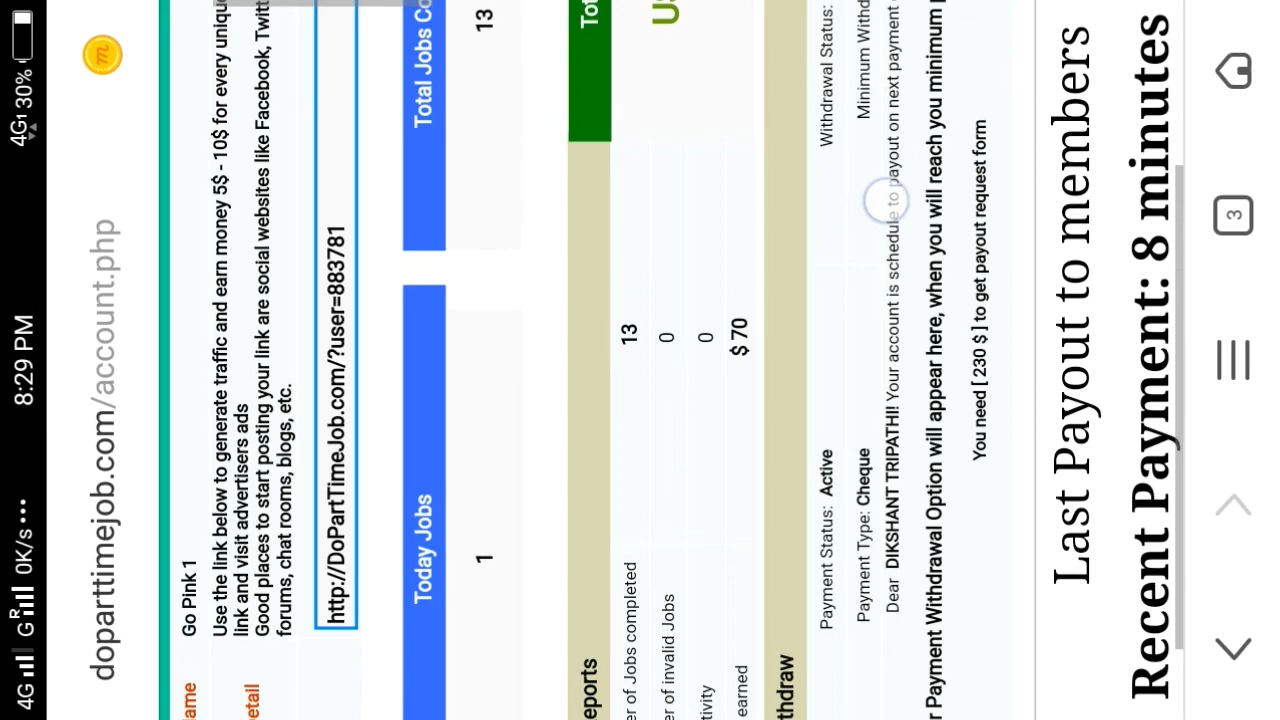 4G G R 0K/s ... 8:29 PM 4G1 30%
doparttimejob.com/account.php
ame Go Pink 1
etail Use the link below to generate traffic and earn money 5$ - 10$ for every
link and visit advertisers ads
Good places to start posting your link are social websites like Facebook,
forums, chat rooms, blogs, etc.
http://DoPartTimeJob.com/?user=883781
Today Jobs Total Jobs Co
1 13
eports Tot
er of Jobs completed 13 US
er of invalid Jobs 0
tivity 0
earned $ 70
thdraw
Payment Status: Active Withdrawal Status:
Payment Type: Cheque Minimum Withd
Dear DIKSHANT TRIPATHI! Your account is schedule to payout on next payment
r Payment Withdrawal Option will appear here, when you will reach you minimum p
You need [ 230 $ ] to get payout request form
Last Payout to members
Recent Payment: 8 minutes
3